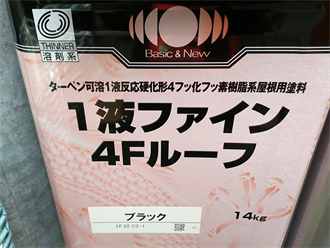 THINNER
溶剤系
Basic & New
ターペン可溶1液反応硬化形4フッ化フッ素樹脂系屋根用塗料
1液ファイン
4Fルーフ
ブラック
14kg